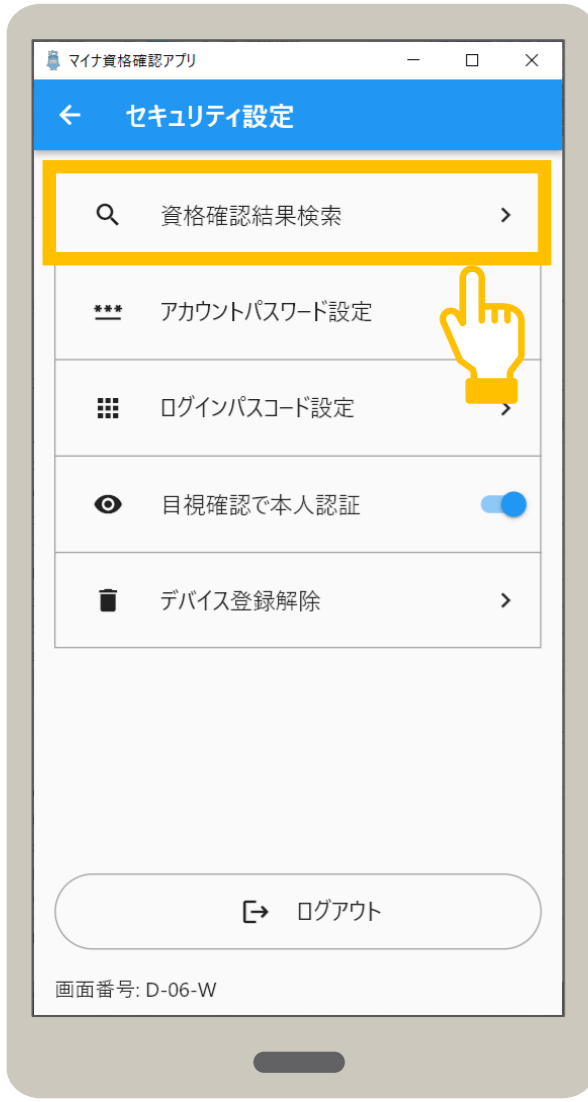 マイナ資格確認アプリ
セキュリティ設定
資格確認結果検索
アカウントパスワード設定
ログインパスコード設定
目視確認で本人認証
デバイス登録解除
ログアウト
画面番号: D-06-W